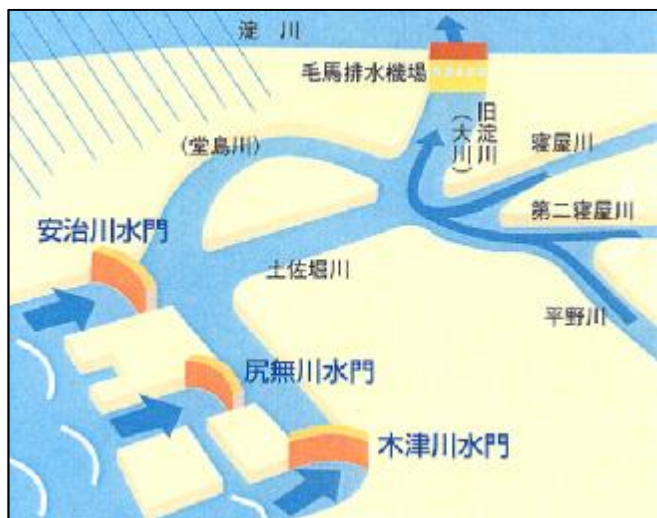 淀川
毛馬排水機場
旧淀川
（大川）
寝屋川
（堂島川）
第二寝屋川
安治川水門
土佐堀川
平野川
尻無川水門
木津川水門